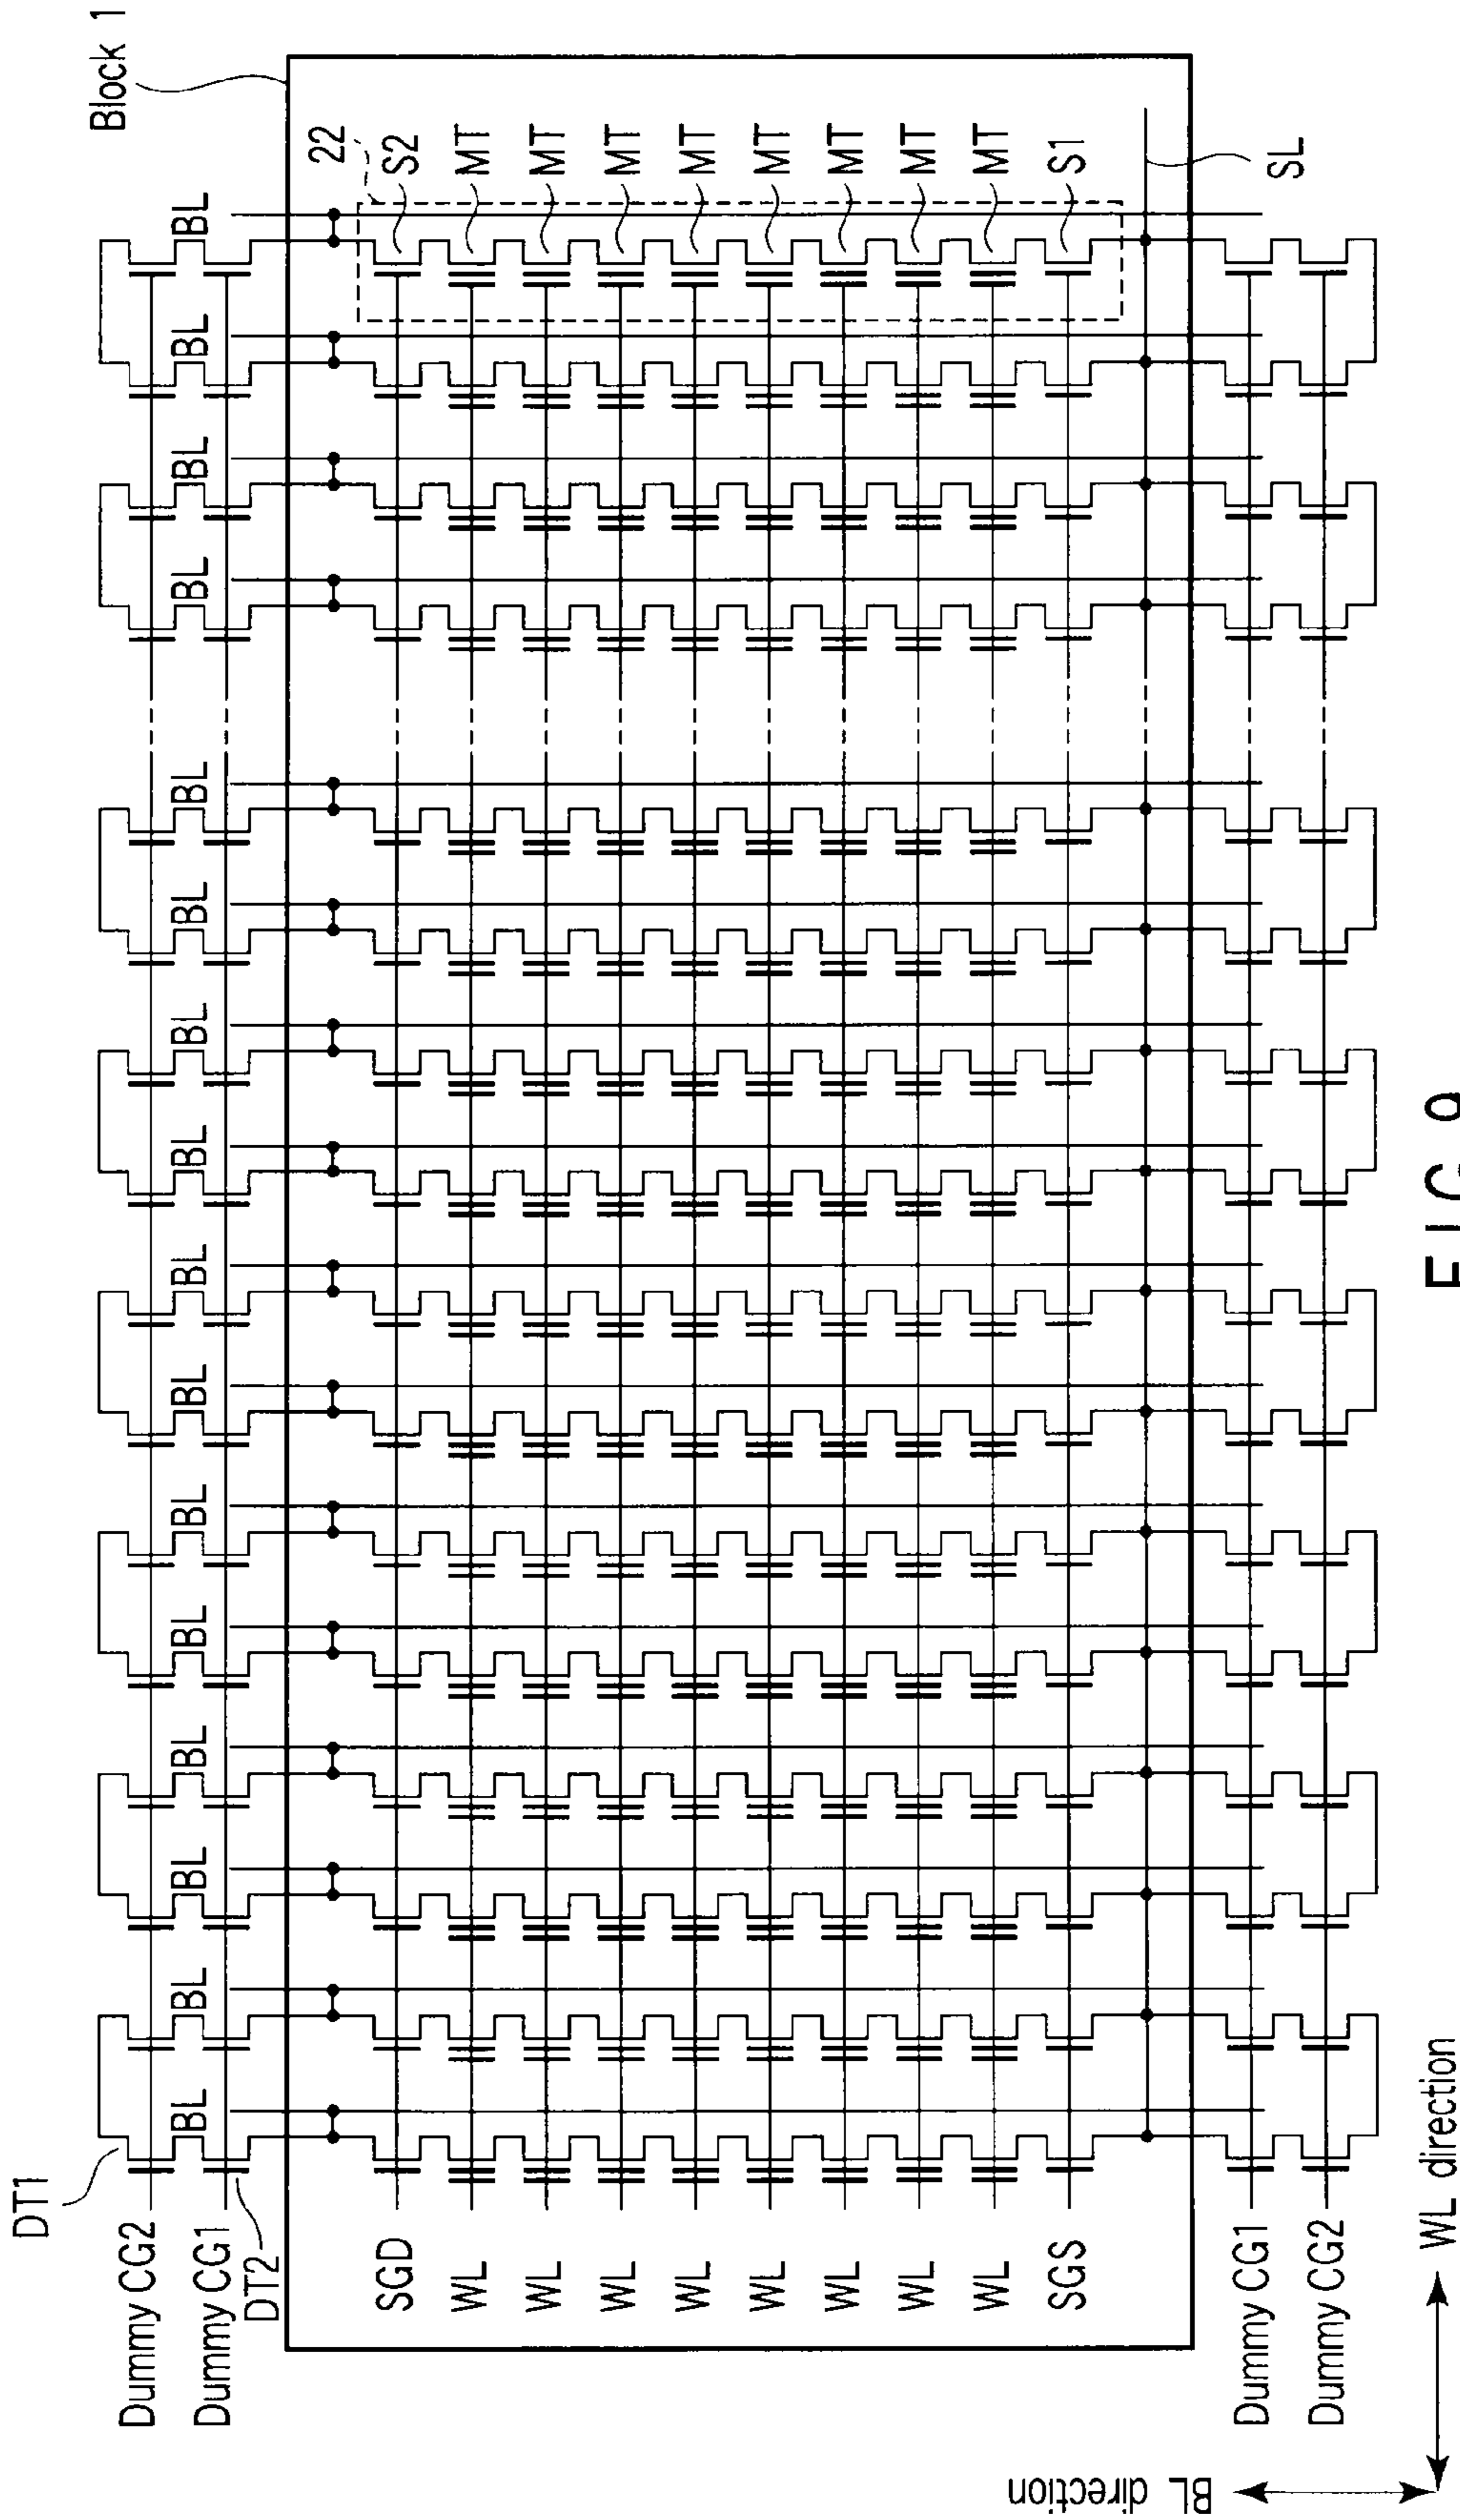 Block 1
DT1
Dummy CG2
BL BL BL BL BL BL BL BL BL BL BL BL BL BL BL BL
Dummy CG1
DT2
22
SGD S2
WL MT
WL MT
WL MT
WL MT
WL MT
WL MT
WL MT
WL MT
SGS S1
Dummy CG1
SL
Dummy CG2
BL direction
WL direction
FIG